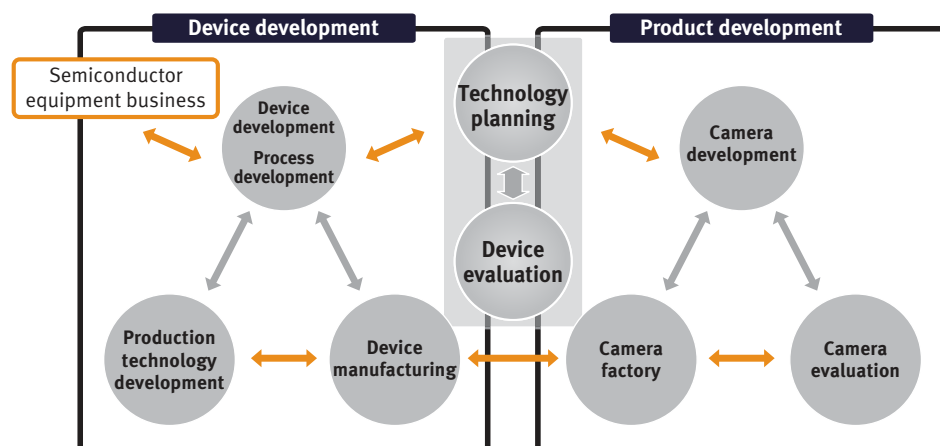 Device development
Product development
Semiconductor
equipment business
Device
development
Process
development
Technology
planning
Camera
development
Device
evaluation
Production
technology
development
Device
manufacturing
Camera
factory
Camera
evaluation